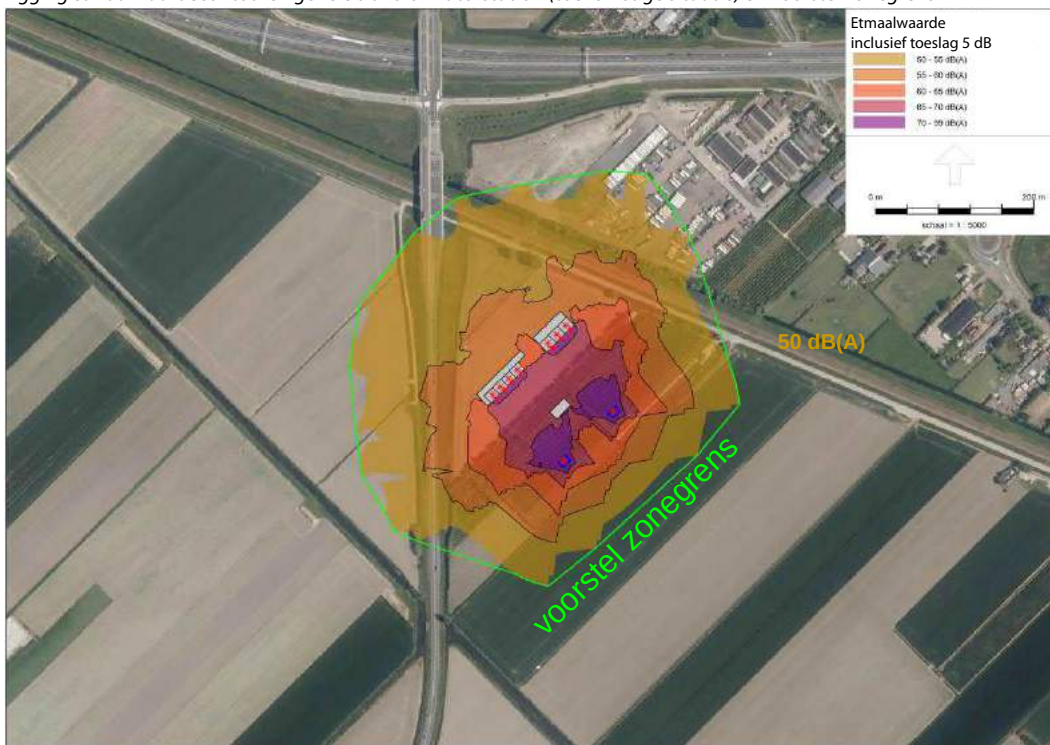 Etmaalwaarde
inclusief toeslag 5 dB
50 - 55 dB(A)
55 - 60 dB(A)
60 - 65 dB(A)
65 - 70 dB(A)
70 - 99 dB(A)
0 m 200 m
schaal = 1 : 5000
50 dB(A)
voorstel zonegrens